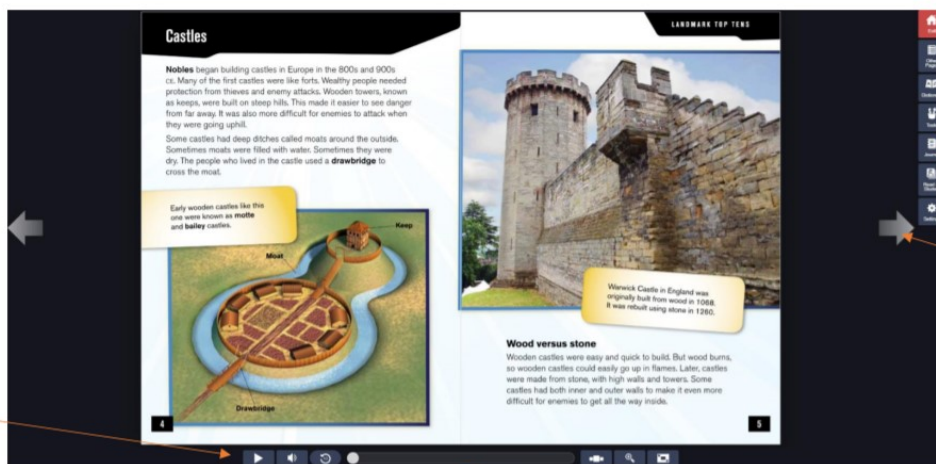 Castles
Nobles began building castles in Europe in the 800s and 900s
CE. Many of the first castles were like forts. Wealthy people needed
protection from thieves and enemy attacks. Wooden towers, known
as keeps, were built on steep hills. This made it easier to see danger
from far away. It was also more difficult for enemies to attack when
they were going uphill.
Some castles had deep ditches called moats around the outside.
Sometimes moats were filled with water. Sometimes they were
dry. The people who lived in the castle used a drawbridge to
cross the moat.
Early wooden castles like this
one were known as motte
and bailey castles.
Keep
Moat
Drawbridge
4
LANDMARK TOP TENS
Warwick Castle in England was
originally built from wood in 1068.
It was rebuilt using stone in 1260.
Wood versus stone
Wooden castles were easy and quick to build. But wood burns,
so wooden castles could easily go up in flames. Later, castles
were made from stone, with high walls and towers. Some
castles had both inner and outer walls to make it even more
difficult for enemies to get all the way inside.
5